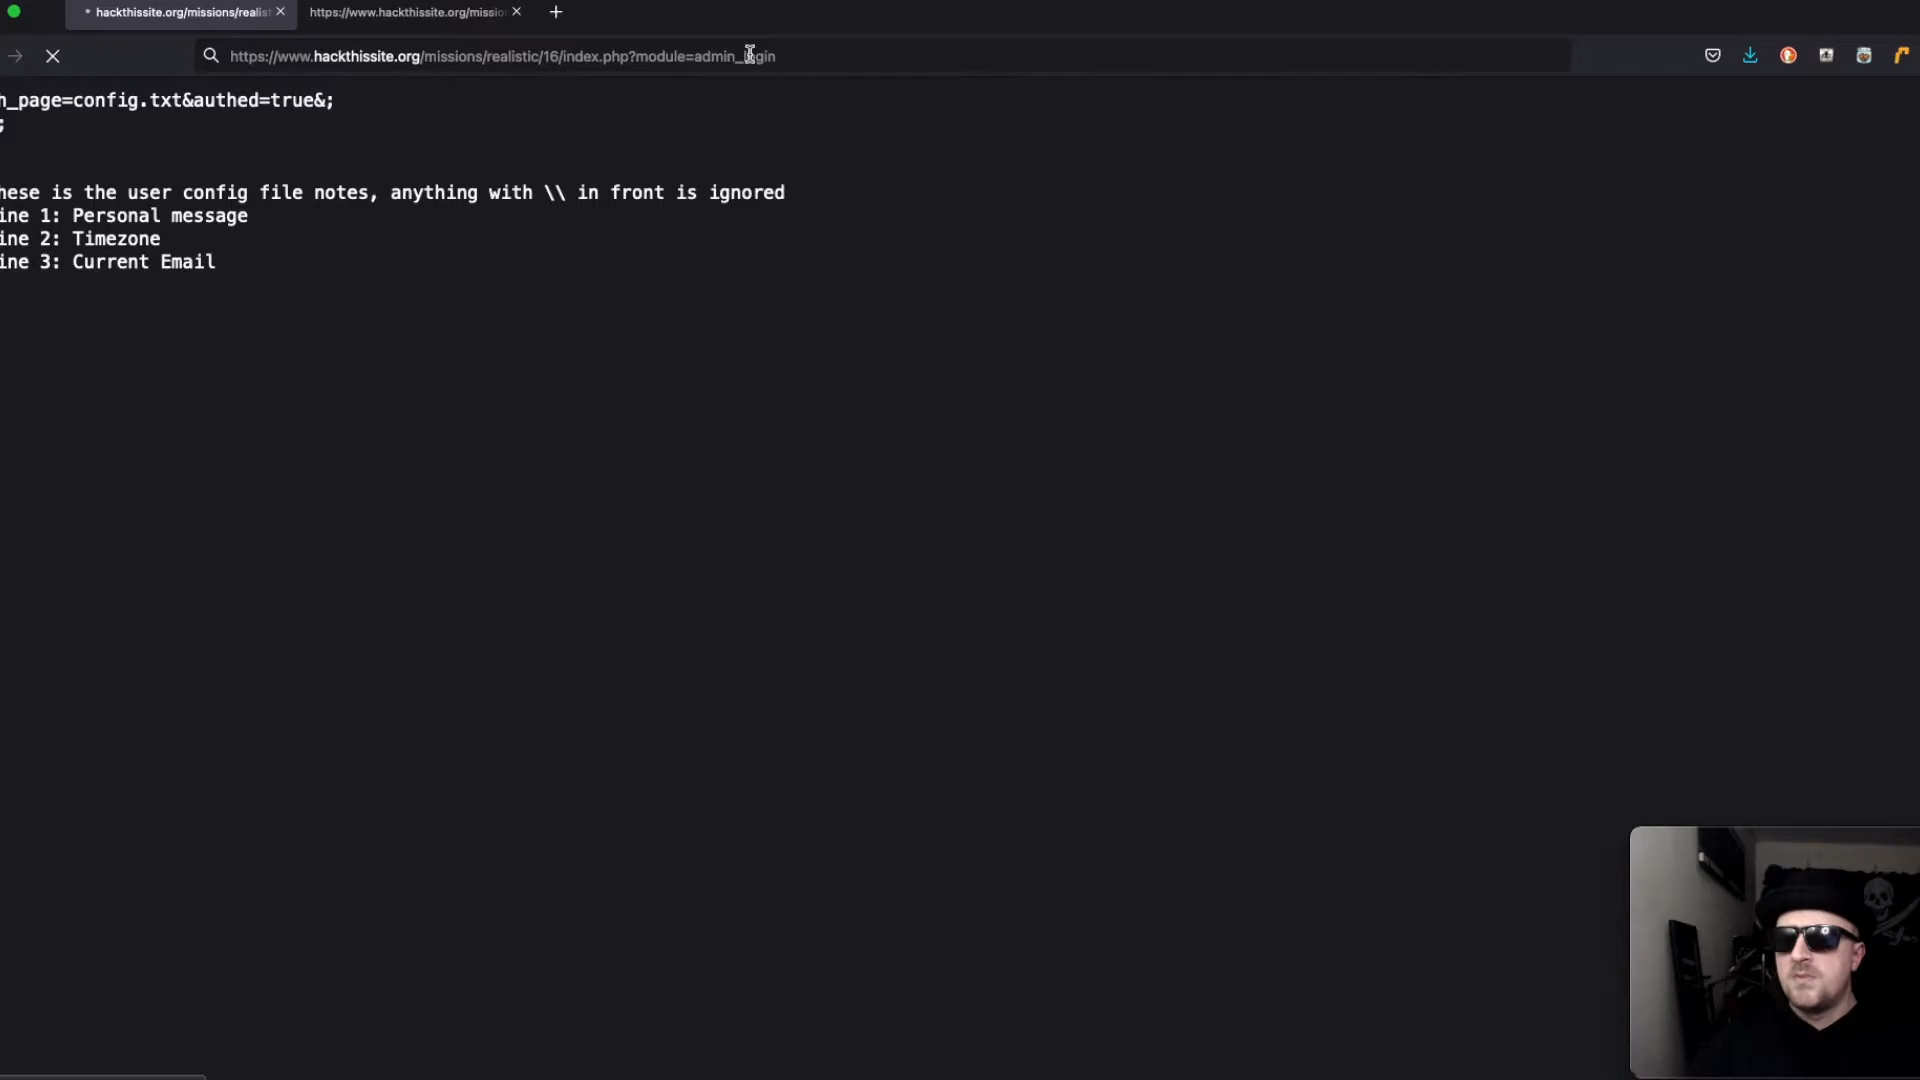 hackthissite.org/missions/realis
https://www.hackthissite.org/missio
https://www.hackthissite.org/missions/realistic/16/index.php?module=admin_login
h_page=config.txt&authed=true&;
;
hese is the user config file notes, anything with \\ in front is ignored
ine 1: Personal message
ine 2: Timezone
ine 3: Current Email